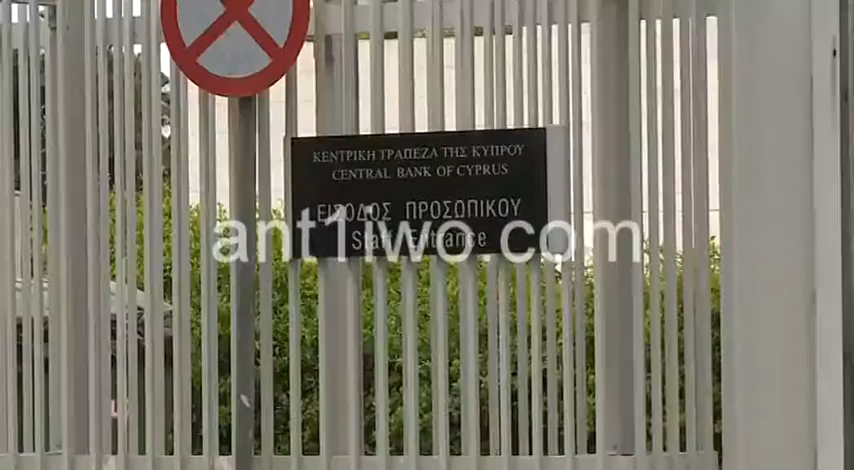 ΚΕΝΤΡΙΚΗ ΤΡΑΠΕΖΑ ΤΗΣ ΚΥΠΡΟΥ
CENTRAL BANK OF CYPRUS
ΕΙΣΟΔΟΣ ΠΡΟΣΩΠΙΚΟΥ
Staff Entrance
ant1iwo.com